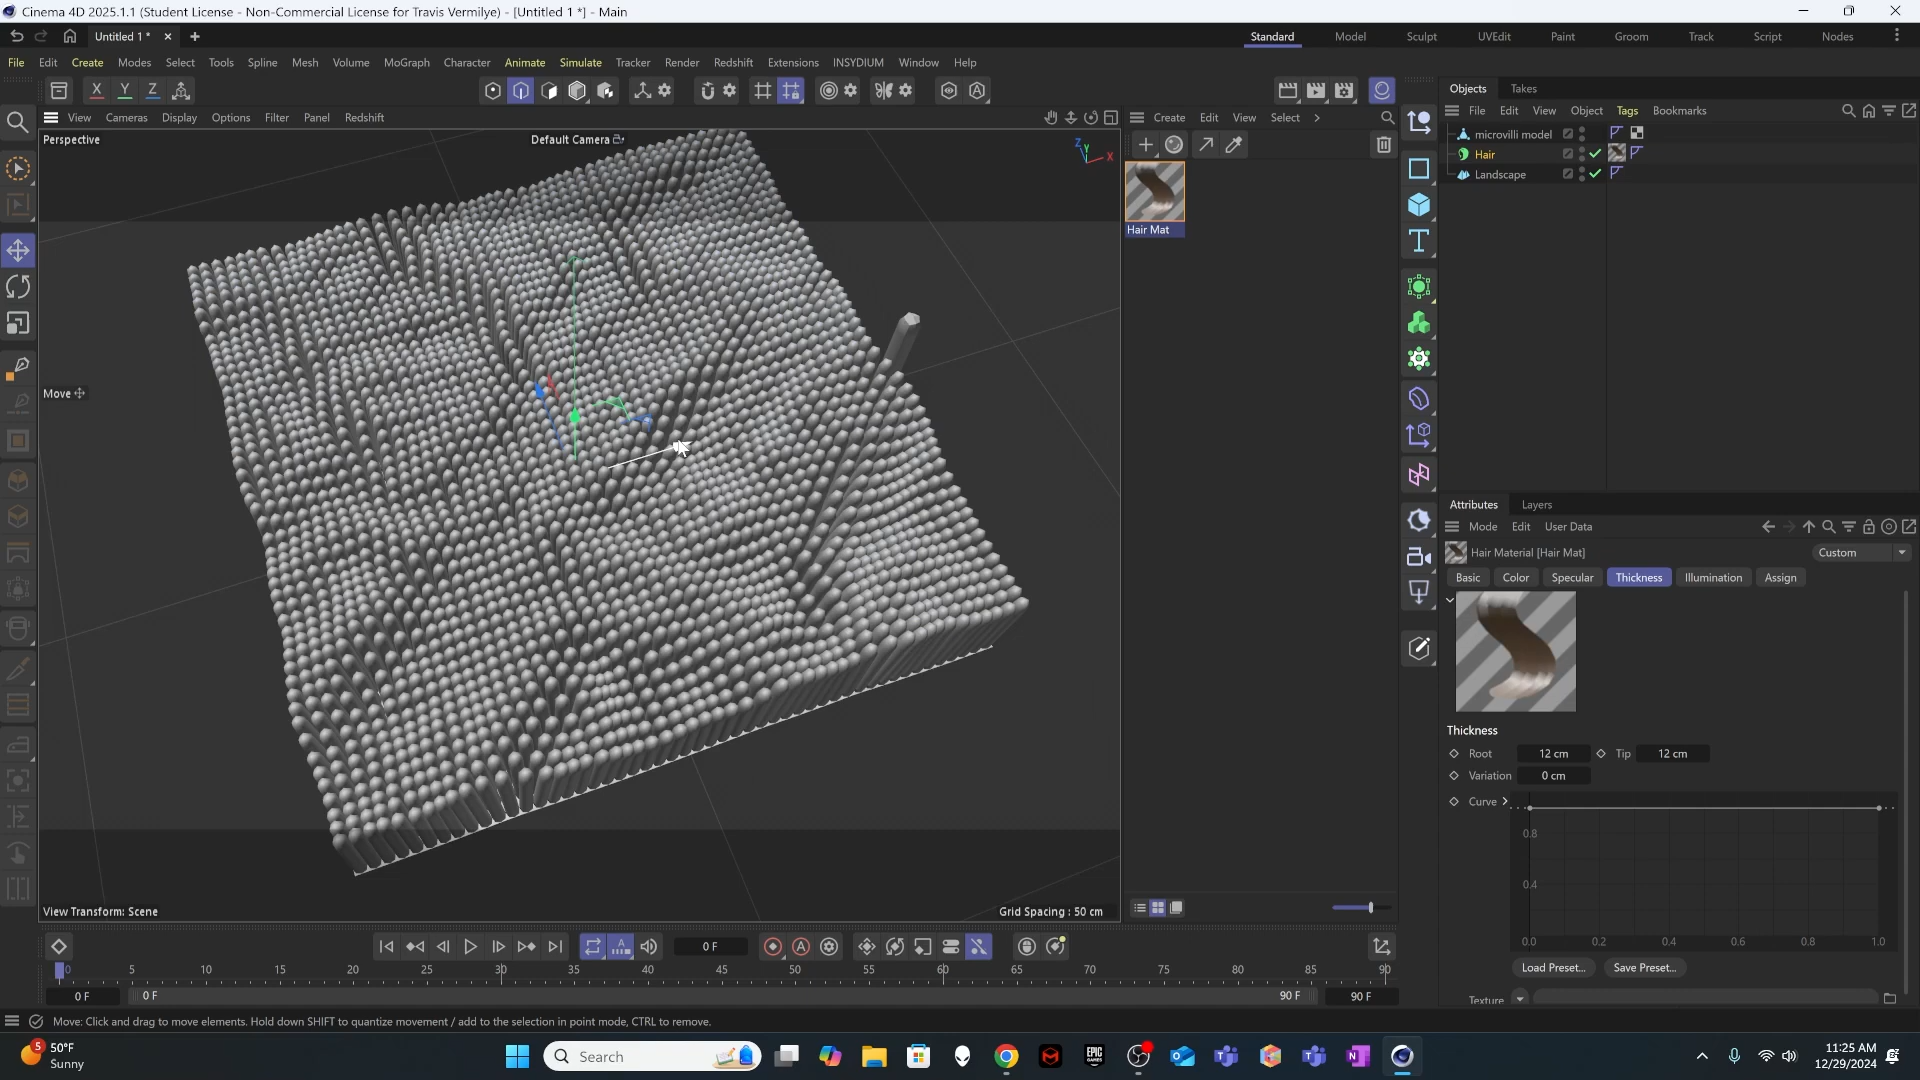 Cinema 4D 2025.1.1 (Student License - Non-Commercial License for Travis Vermilye) - [Untitled 1 *] - Main
Untitled 1 *
Standard Model Sculpt UVEdit Paint Groom Track Script Nodes
File Edit Create Modes Select Tools Spline Mesh Volume MoGraph Character Animate Simulate Tracker Render Redshift Extensions INSYDIUM Window Help
X Y Z
Objects Takes
File Edit View Object Tags Bookmarks
View Cameras Display Options Filter Panel Redshift
Create Edit View Select
Perspective
Default Camera
Z Y X
microvilli model
Hair
Landscape
Hair Mat
Move
Attributes Layers
Mode Edit User Data
Hair Material [Hair Mat]
Custom
Basic Color Specular Thickness Illumination Assign
Thickness
Root 12 cm Tip 12 cm
Variation 0 cm
Curve
0.8
0.4
0.0 0.2 0.4 0.6 0.8 1.0
Load Preset... Save Preset...
Texture
View Transform: Scene
Grid Spacing : 50 cm
0 F
0 5 10 15 20 25 30 35 40 45 50 55 60 65 70 75 80 85 90
0 F 0 F 90 F 90 F
Move: Click and drag to move elements. Hold down SHIFT to quantize movement / add to the selection in point mode, CTRL to remove.
5
50°F
Sunny
Search
EPIC GAMES
11:25 AM
12/29/2024